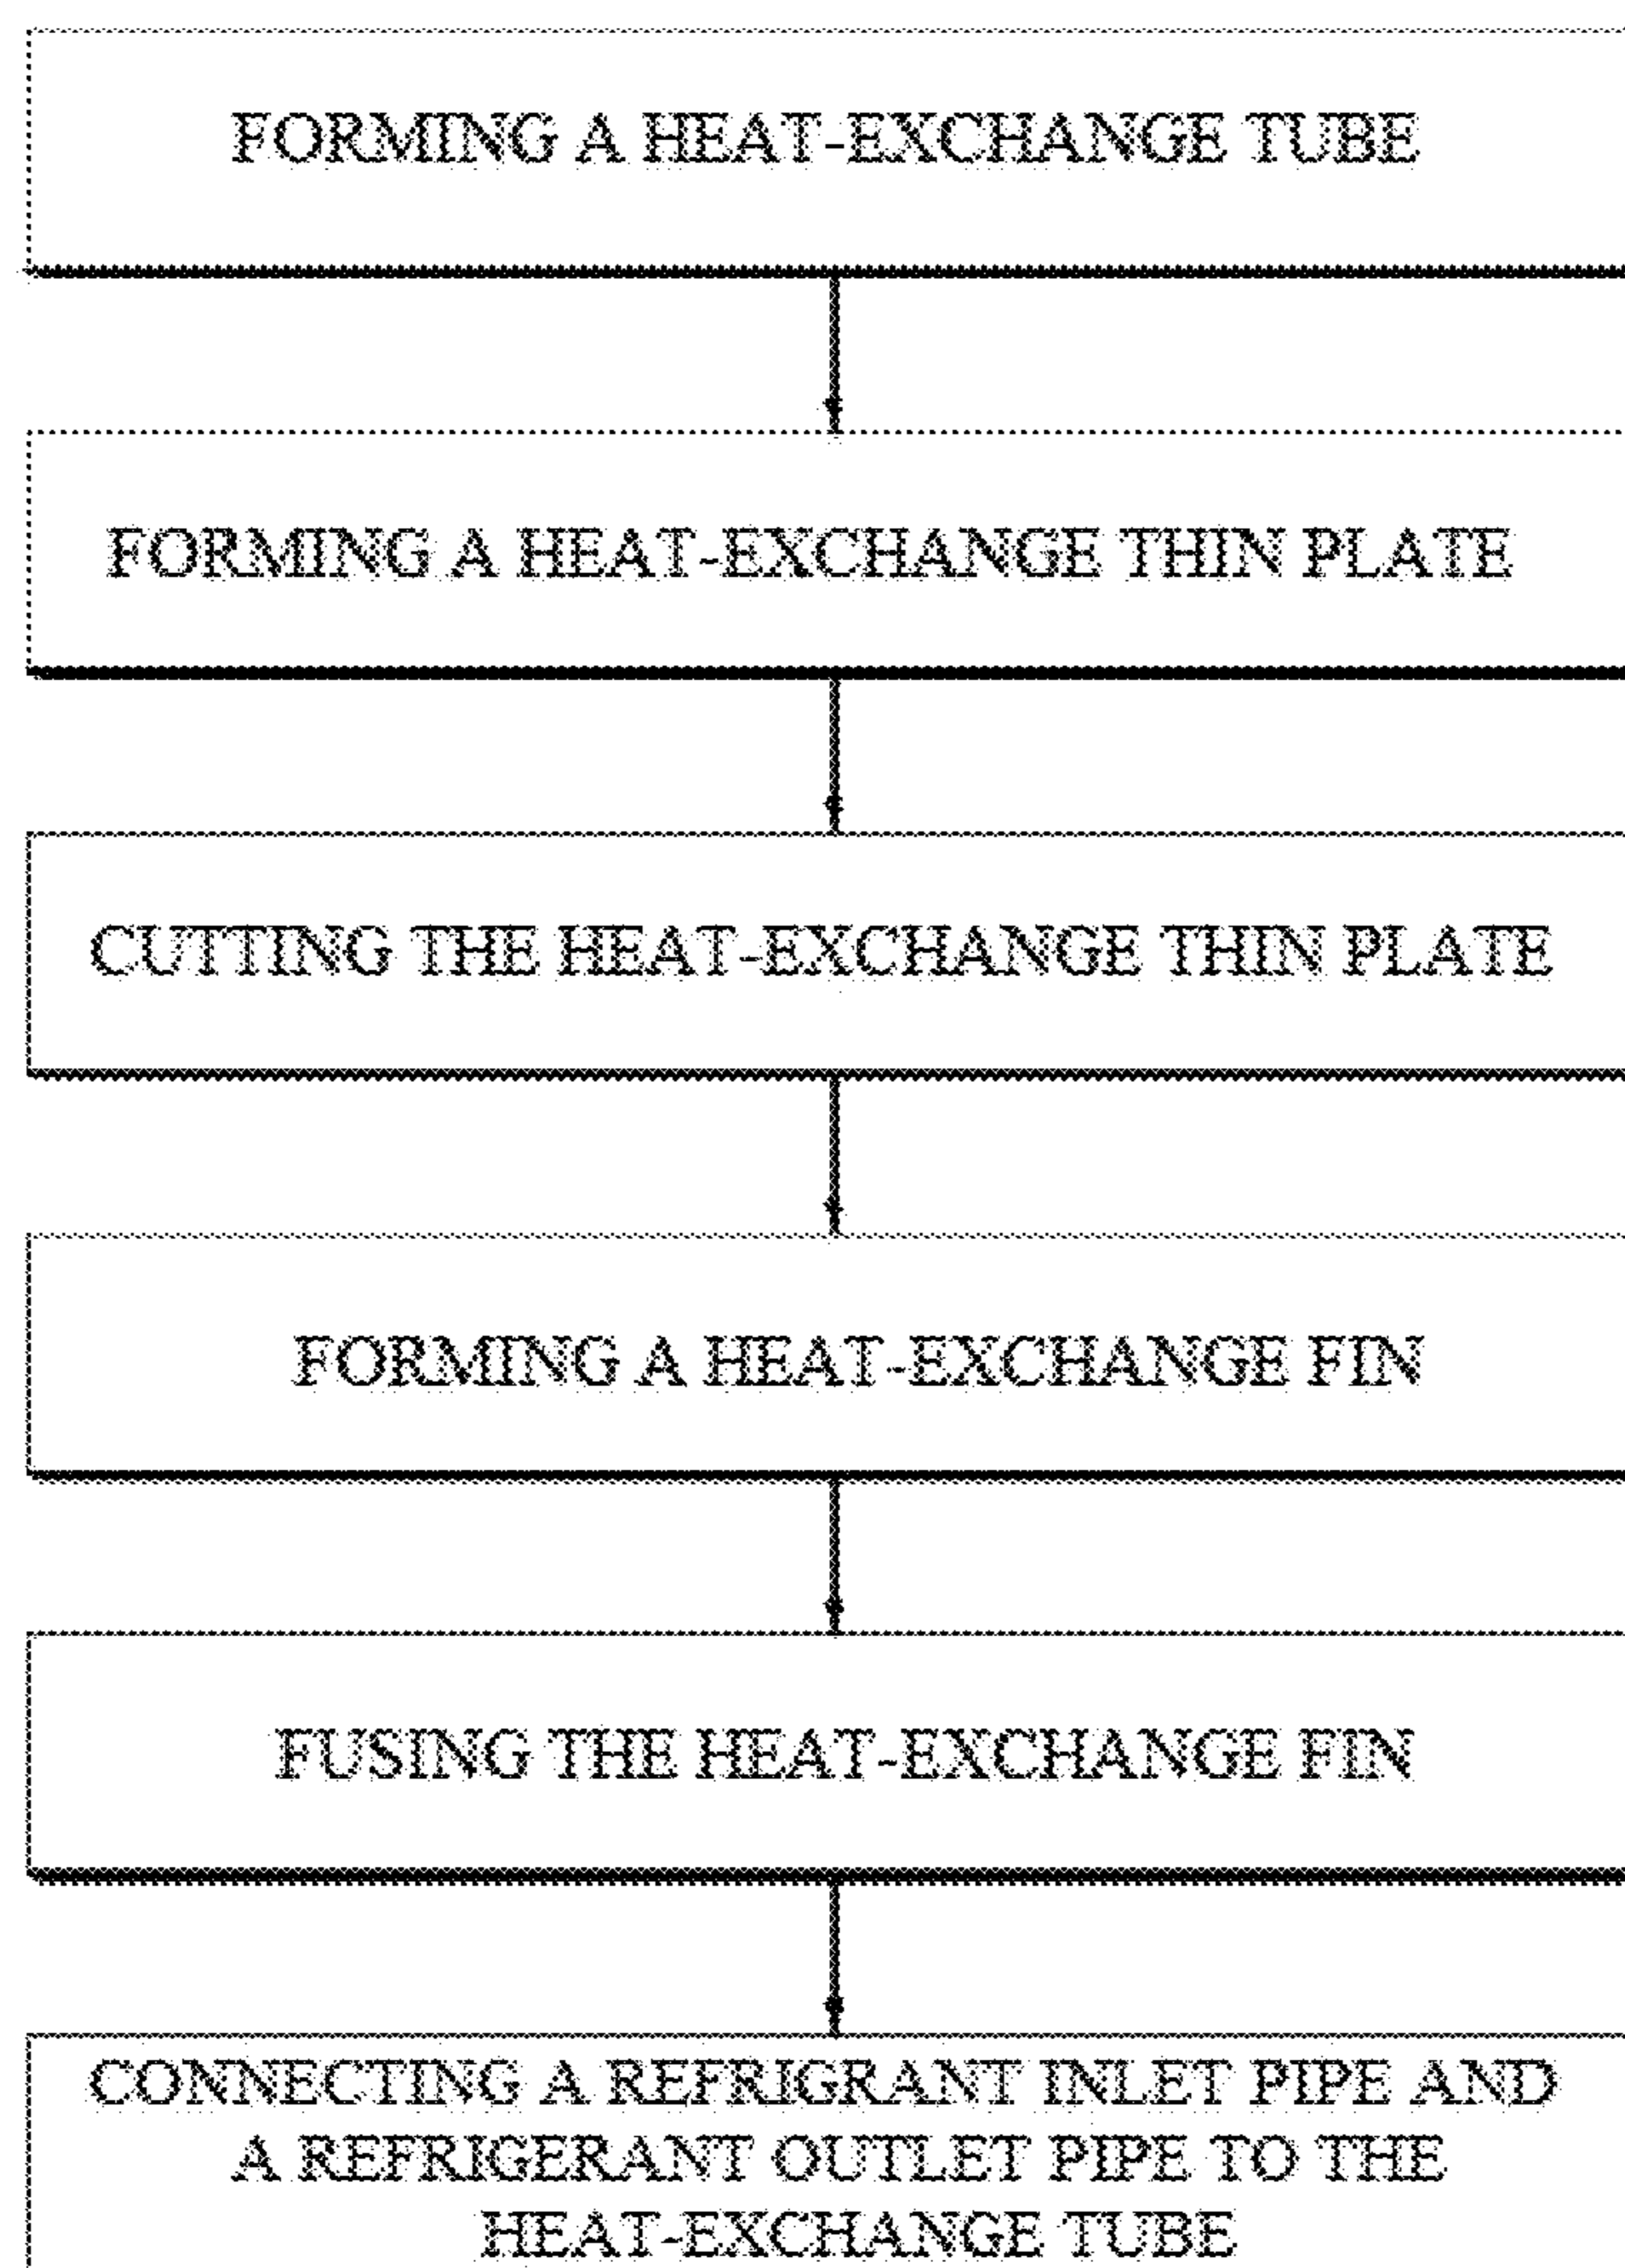 FORMING A HEAT-EXCHANGE TUBE
FORMING A HEAT-EXCHANGE THIN PLATE
CUTTING THE HEAT-EXCHANGE THIN PLATE
FORMING A HEAT-EXCHANGE FIN
FUSING THE HEAT-EXCHANGE FIN
CONNECTING A REFRIGRANT INLET PIPE AND
A REFRIGERANT OUTLET PIPE TO THE
HEAT-EXCHANGE TUBE